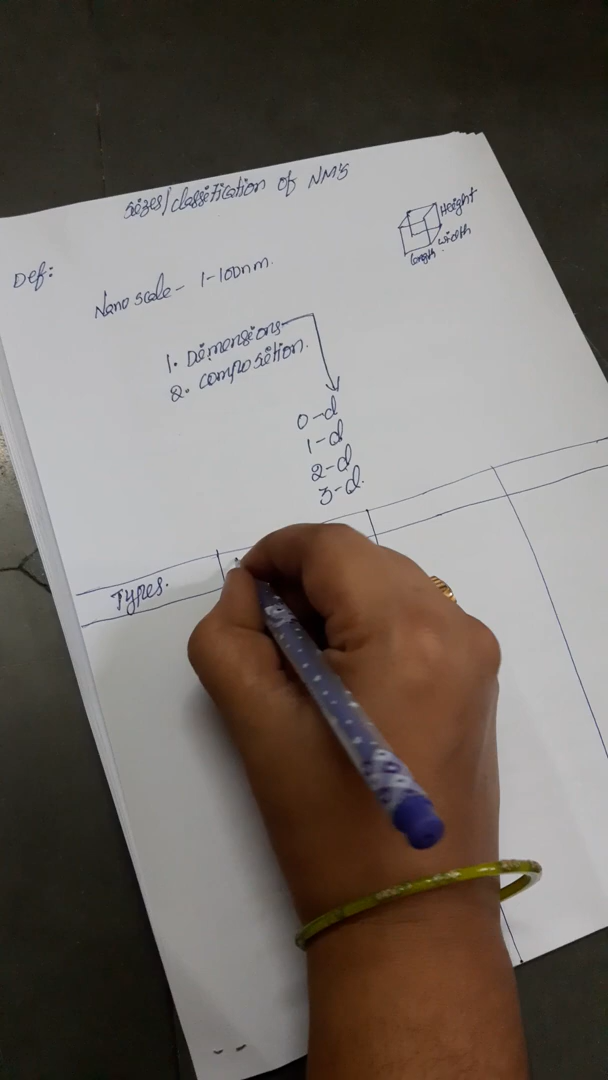 Sizes/classification of NM's
Height
width
length
Def:
Nano scale - 1-100nm.
1. Dimensions
2. composition.
0-d
1-d
2-d
3-d.
Types.